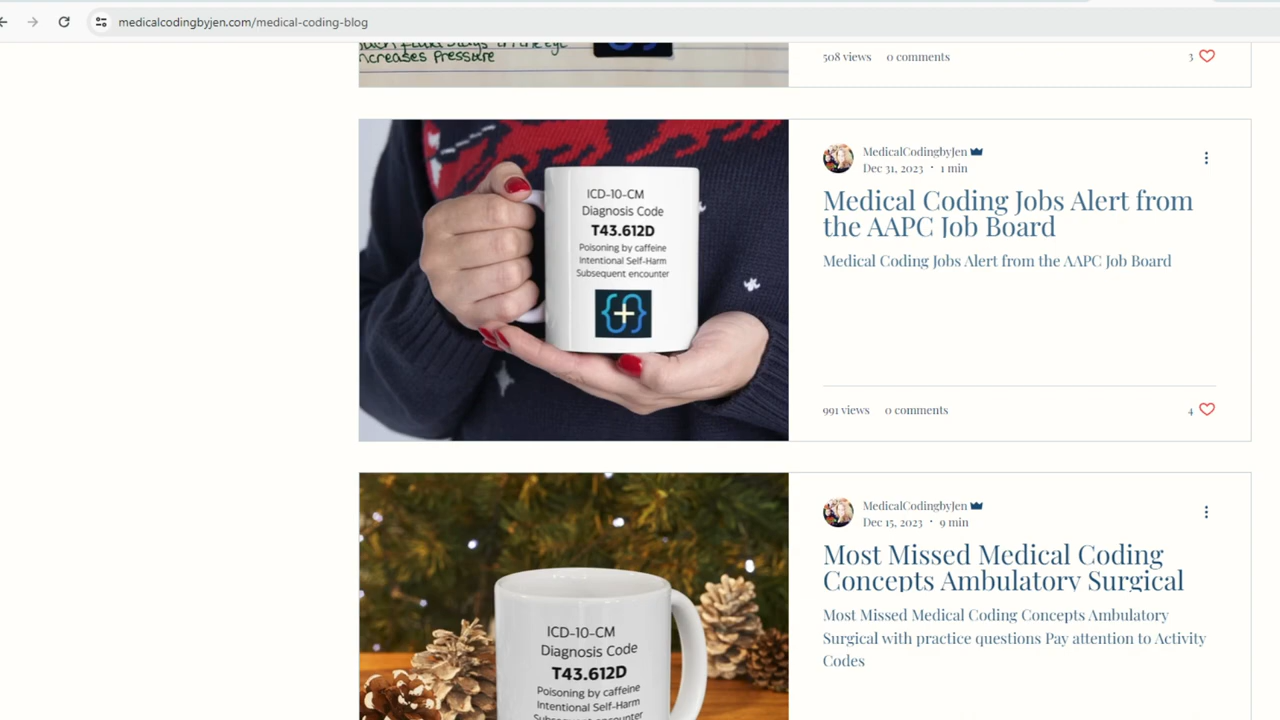 medicalcodingbyjen.com/medical-coding-blog
increases Pressure
508 views 0 comments 3
ICD-10-CM
Diagnosis Code
T43.612D
Poisoning by caffeine
Intentional Self-Harm
Subsequent encounter
MedicalCodingbyJen
Dec 31, 2023 · 1 min
Medical Coding Jobs Alert from
the AAPC Job Board
Medical Coding Jobs Alert from the AAPC Job Board
991 views 0 comments 4
ICD-10-CM
Diagnosis Code
T43.612D
Poisoning by caffeine
Intentional Self-Harm
Subsequent encounter
MedicalCodingbyJen
Dec 15, 2023 · 9 min
Most Missed Medical Coding
Concepts Ambulatory Surgical
Most Missed Medical Coding Concepts Ambulatory
Surgical with practice questions Pay attention to Activity
Codes